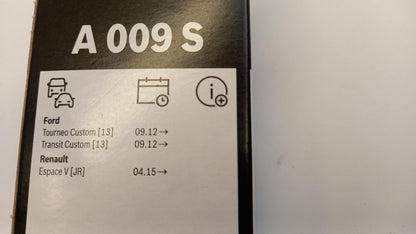 A 009 S
Ford
Tourneo Custom [13] 09.12→
Transit Custom [13] 09.12→
Renault
Espace V [JR] 04.15→